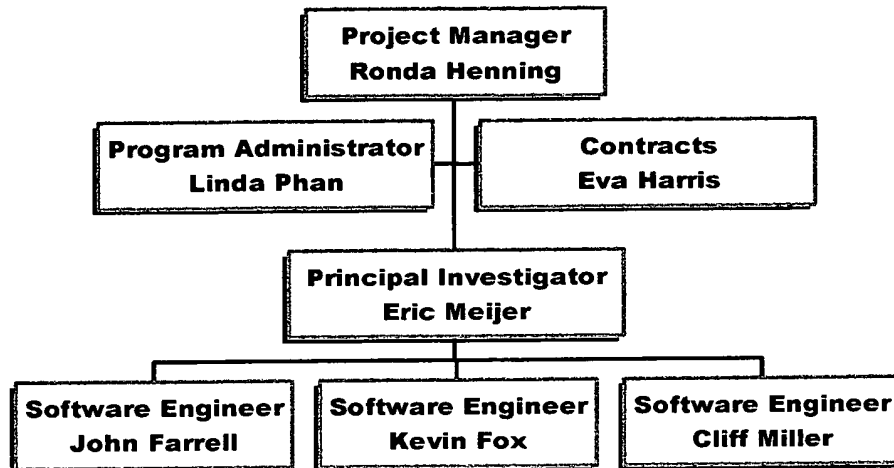 Project Manager
Ronda Henning
Program Administrator
Linda Phan
Contracts
Eva Harris
Principal Investigator
Eric Meijer
Software Engineer
John Farrell
Software Engineer
Kevin Fox
Software Engineer
Cliff Miller